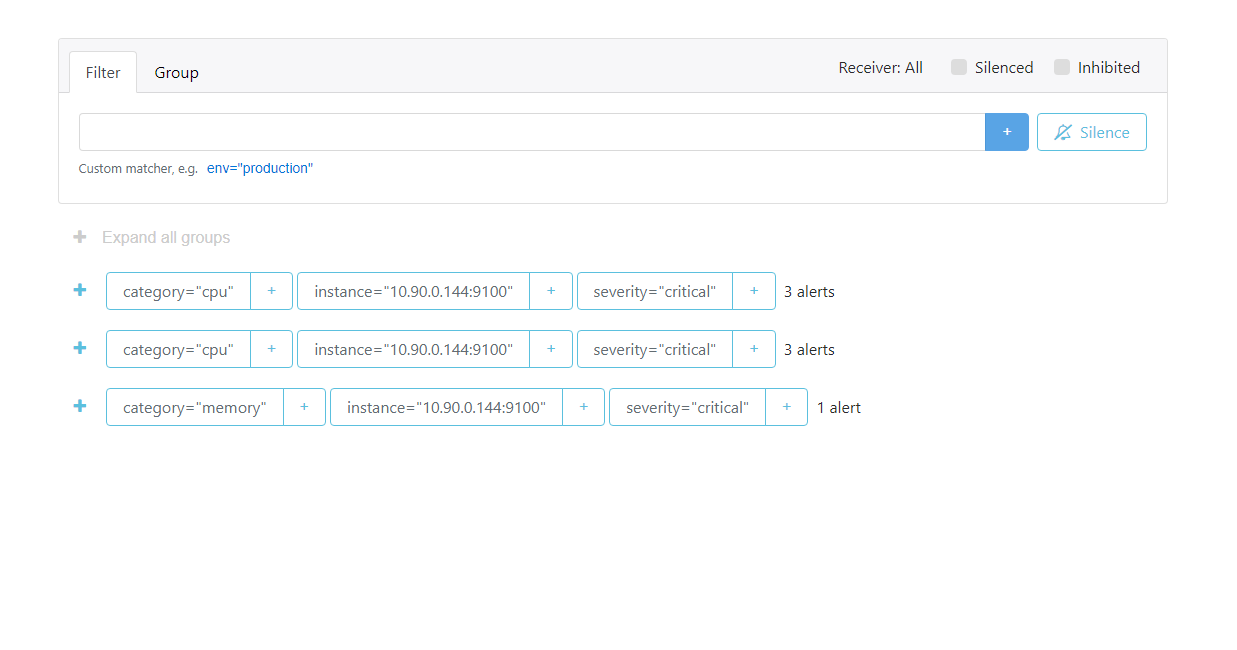 Filter Group Receiver: All Silenced Inhibited
+ Silence
Custom matcher, e.g. env="production"
+ Expand all groups
+ category="cpu" + instance="10.90.0.144:9100" + severity="critical" + 3 alerts
+ category="cpu" + instance="10.90.0.144:9100" + severity="critical" + 3 alerts
+ category="memory" + instance="10.90.0.144:9100" + severity="critical" + 1 alert